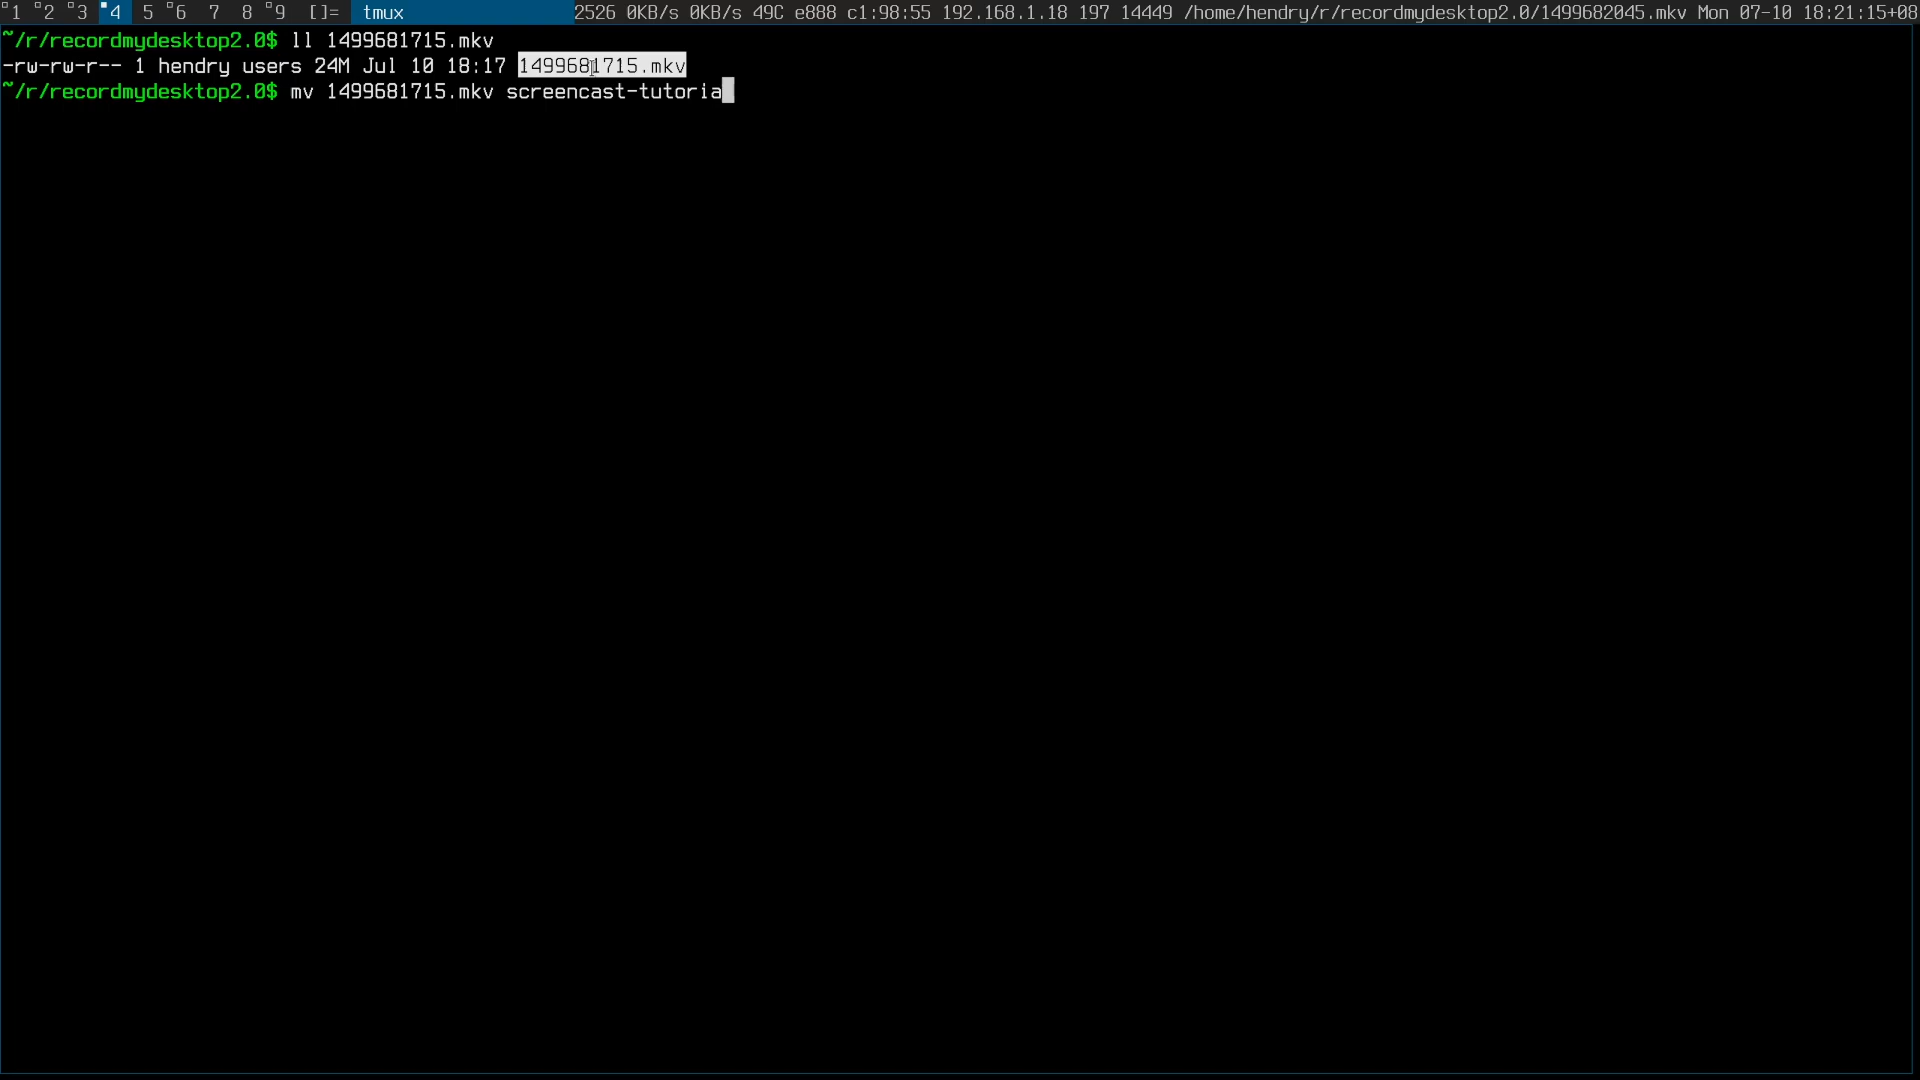 1 2 3 4 5 6 7 8 9 []= tmux 2526 0KB/s 0KB/s 49C e888 c1:98:55 192.168.1.18 197 14449 /home/hendry/r/recordmydesktop2.0/1499682045.mkv Mon 07-10 18:21:15+08
~/r/recordmydesktop2.0$ ll 1499681715.mkv
-rw-rw-r-- 1 hendry users 24M Jul 10 18:17 1499681715.mkv
~/r/recordmydesktop2.0$ mv 1499681715.mkv screencast-tutoria